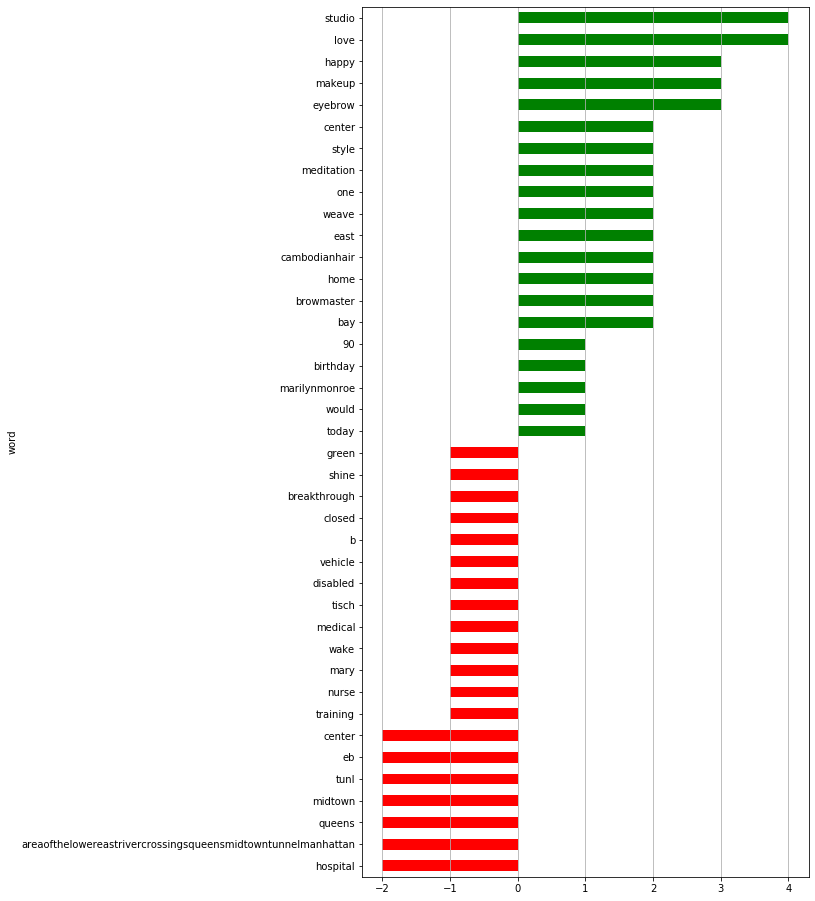 studio
love
happy
makeup
eyebrow
center
style
meditation
one
weave
east
cambodianhair
home
browmaster
bay
90
birthday
marilynmonroe
would
today
green
shine
breakthrough
closed
b
vehicle
disabled
tisch
medical
wake
mary
nurse
training
center
eb
tunl
midtown
queens
areaofthelowereastrivercrossingsqueensmidtowntunnelmanhattan
hospital
word
−2 −1 0 1 2 3 4